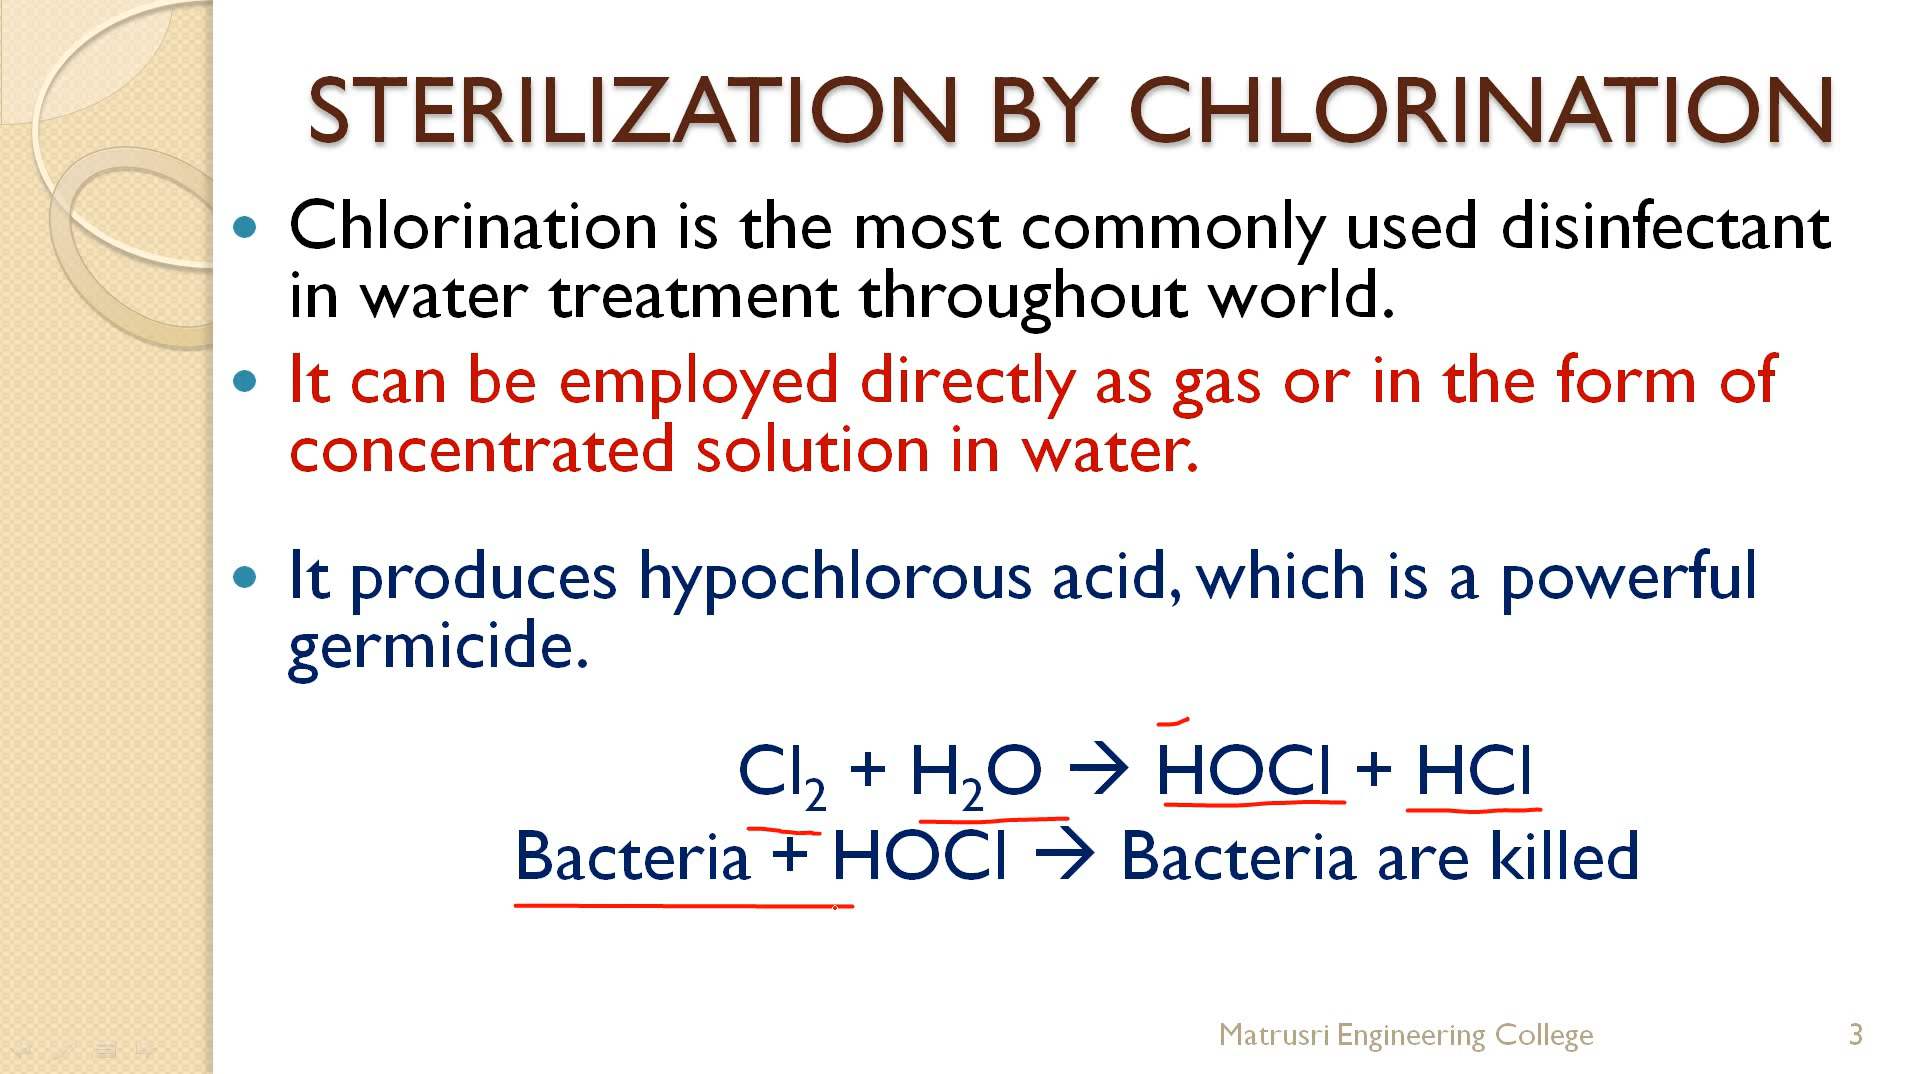 STERILIZATION BY CHLORINATION
• Chlorination is the most commonly used disinfectant
in water treatment throughout world.
• It can be employed directly as gas or in the form of
concentrated solution in water.
• It produces hypochlorous acid, which is a powerful
germicide.
Cl₂ + H₂O → HOCl + HCl
Bacteria + HOCl → Bacteria are killed
Matrusri Engineering College 3